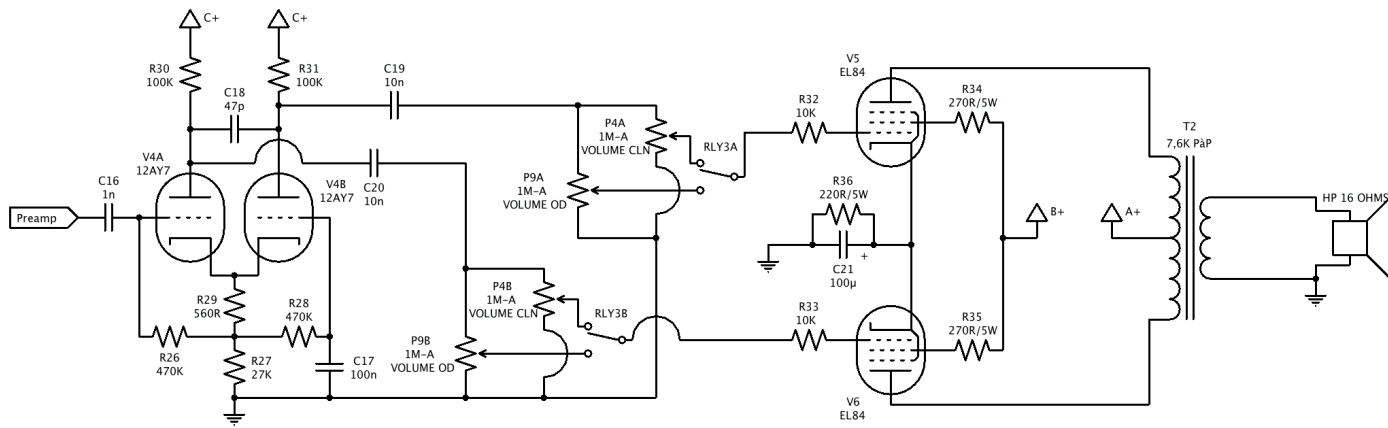 C+
C+
R30
100K
R31
100K
C18
47p
C19
10n
V4A
12AY7
V4B
12AY7
C20
10n
C16
1n
Preamp
R29
560R
R28
470K
R26
470K
R27
27K
C17
100n
P4A
1M-A
VOLUME CLN
RLY3A
P9A
1M-A
VOLUME OD
P4B
1M-A
VOLUME CLN
RLY3B
P9B
1M-A
VOLUME OD
R32
10K
R33
10K
V5
EL84
R34
270R/5W
R36
220R/5W
C21
100µ
+
R35
270R/5W
V6
EL84
B+
A+
T2
7,6K PàP
HP 16 OHMS